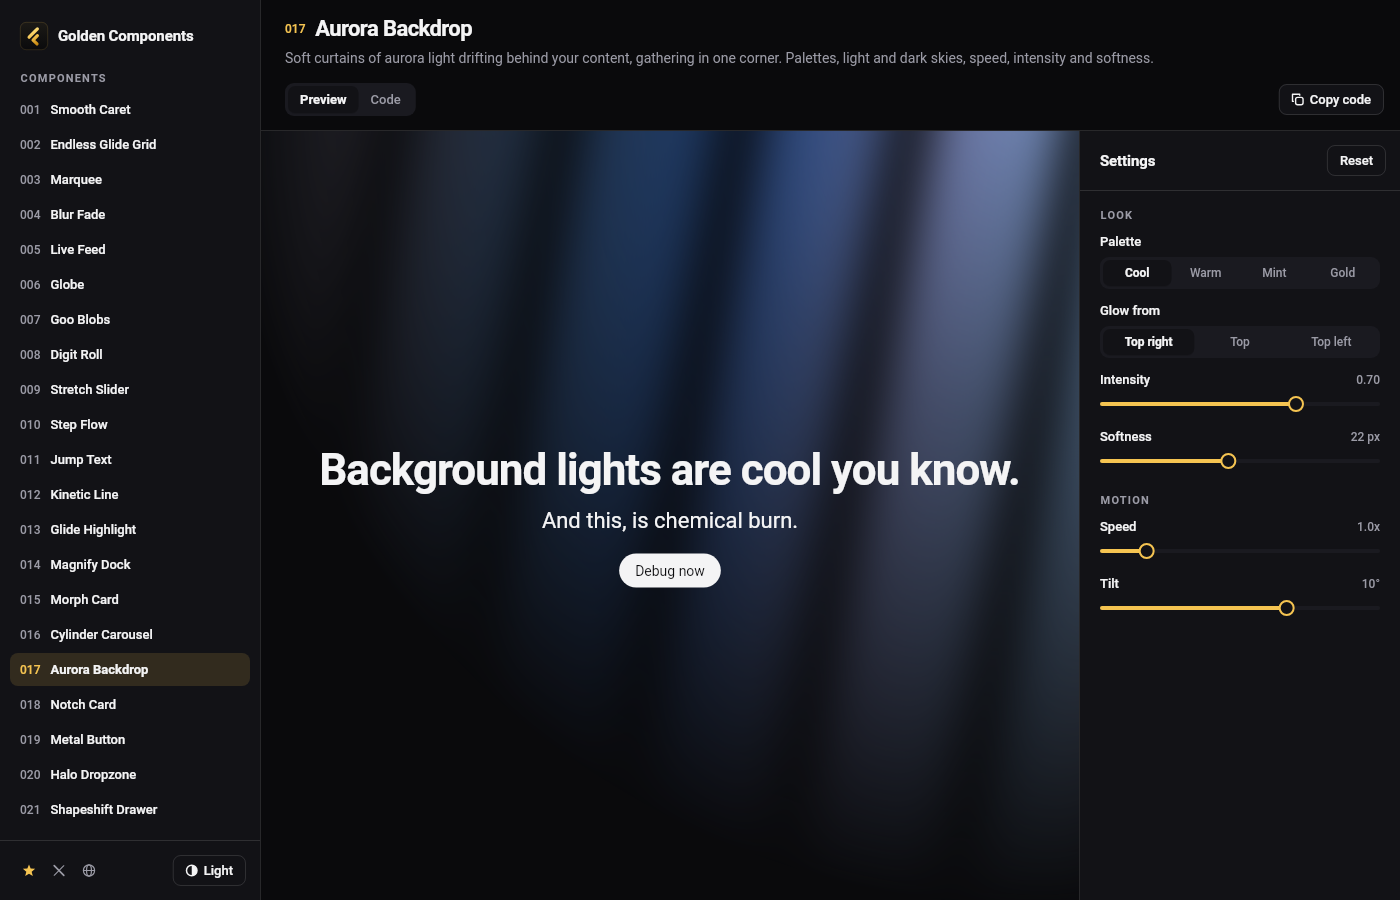 Golden Components
COMPONENTS
001 Smooth Caret
002 Endless Glide Grid
003 Marquee
004 Blur Fade
005 Live Feed
006 Globe
007 Goo Blobs
008 Digit Roll
009 Stretch Slider
010 Step Flow
011 Jump Text
012 Kinetic Line
013 Glide Highlight
014 Magnify Dock
015 Morph Card
016 Cylinder Carousel
017 Aurora Backdrop
018 Notch Card
019 Metal Button
020 Halo Dropzone
021 Shapeshift Drawer
Light
017 Aurora Backdrop
Soft curtains of aurora light drifting behind your content, gathering in one corner. Palettes, light and dark skies, speed, intensity and softness.
Preview Code
Copy code
Background lights are cool you know.
And this, is chemical burn.
Debug now
Settings Reset
LOOK
Palette
Cool Warm Mint Gold
Glow from
Top right Top Top left
Intensity 0.70
Softness 22 px
MOTION
Speed 1.0x
Tilt 10°